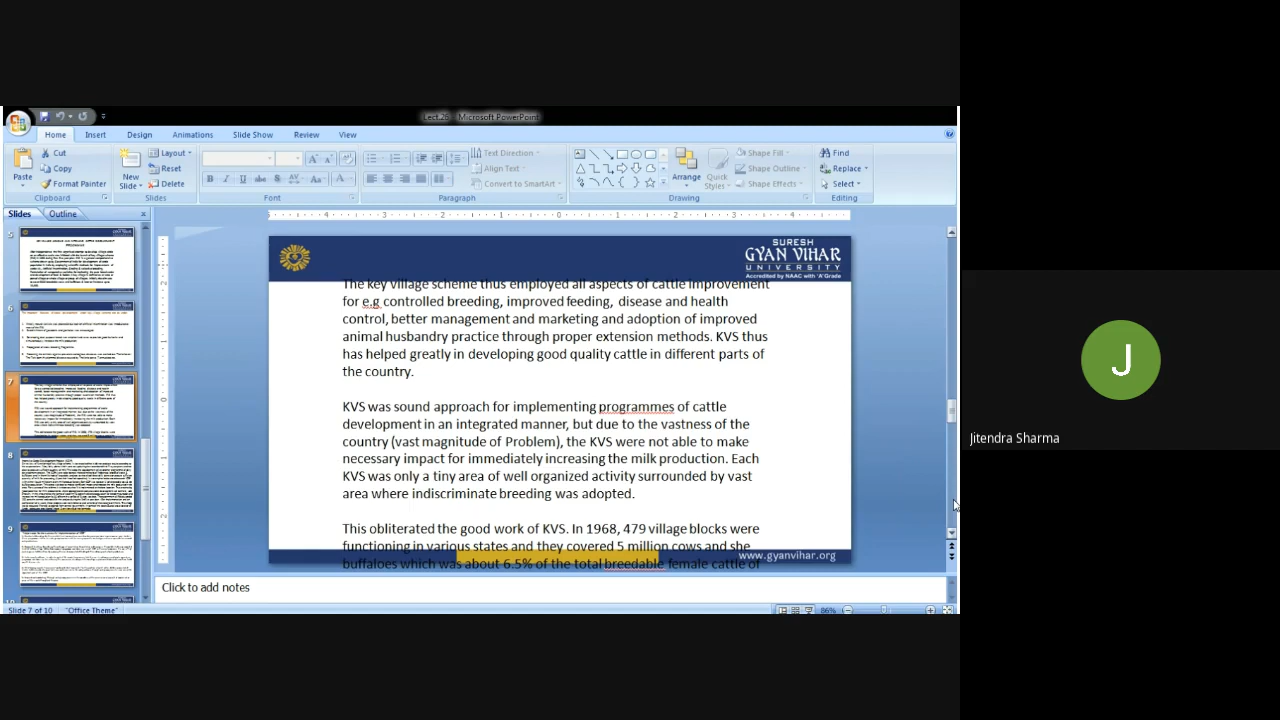 Lect.26 - Microsoft PowerPoint
Home Insert Design Animations Slide Show Review View
Cut
Copy
Format Painter
Paste
Clipboard
New
Slide
Layout
Reset
Delete
Slides
Font
Text Direction
Align Text
Convert to SmartArt
Paragraph
Arrange
Quick
Styles
Shape Fill
Shape Outline
Shape Effects
Drawing
Find
Replace
Select
Editing
Slides Outline
5
6
7
8
9
10
SURESH
GYAN VIHAR
UNIVERSITY
Accredited by NAAC with 'A' Grade
The key village scheme thus employed all aspects of cattle improvement
for e.g controlled breeding, improved feeding, disease and health
control, better management and marketing and adoption of improved
animal husbandry practices through proper extension methods. KVS thus
has helped greatly in developing good quality cattle in different parts of
the country.
KVS was sound approach for implementing programmes of cattle
development in an integrated manner, but due to the vastness of the
country (vast magnitude of Problem), the KVS were not able to make
necessary impact for immediately increasing the milk production. Each
KVS was only a tiny area of well organized activity surrounded by vast
area where indiscriminate breeding was adopted.
This obliterated the good work of KVS. In 1968, 479 village blocks were
functioning in various states and they covered 5 million cows and she
buffaloes which was about 6.5% of the total breedable female cattle of
www.gyanvihar.org
Click to add notes
Slide 7 of 10 "Office Theme" 86%
J
Jitendra Sharma